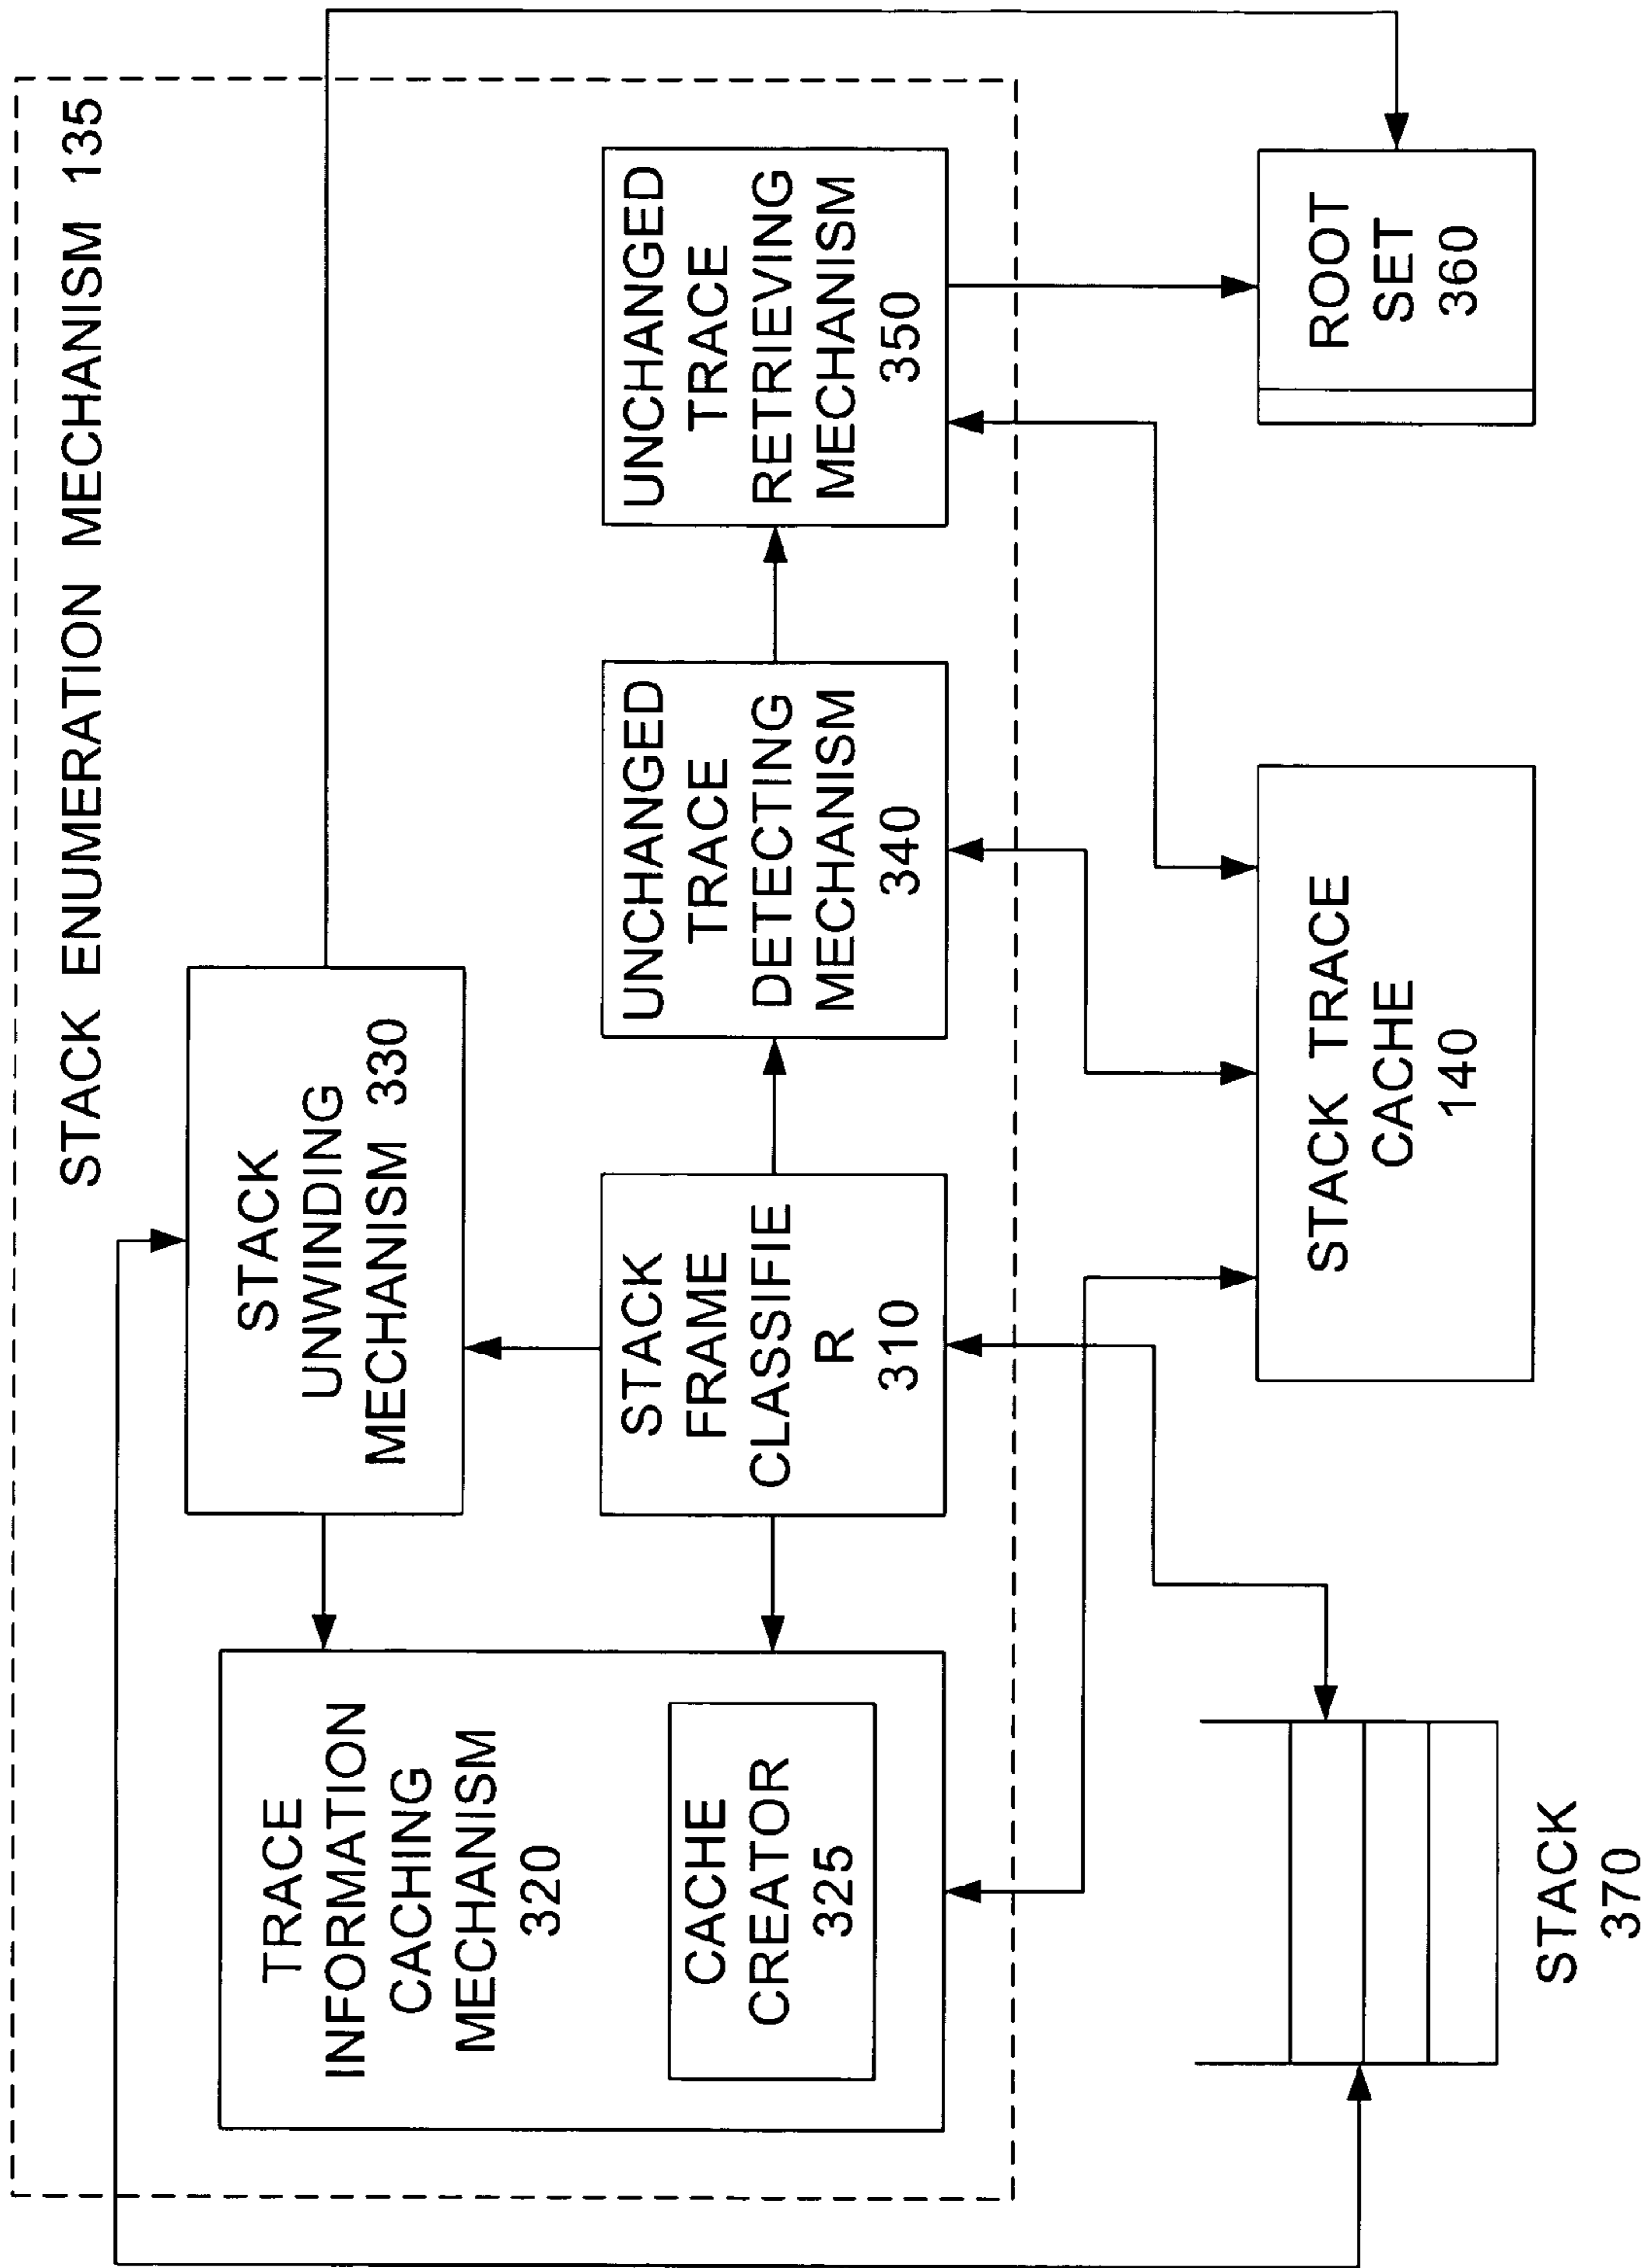 STACK ENUMERATION MECHANISM 135
STACK
UNWINDING
MECHANISM 330
TRACE
INFORMATION
CACHING
MECHANISM
320
CACHE
CREATOR
325
STACK
FRAME
CLASSIFIE
R
310
UNCHANGED
TRACE
DETECTING
MECHANISM
340
UNCHANGED
TRACE
RETRIEVING
MECHANISM
350
STACK
370
STACK TRACE
CACHE
140
ROOT
SET
360